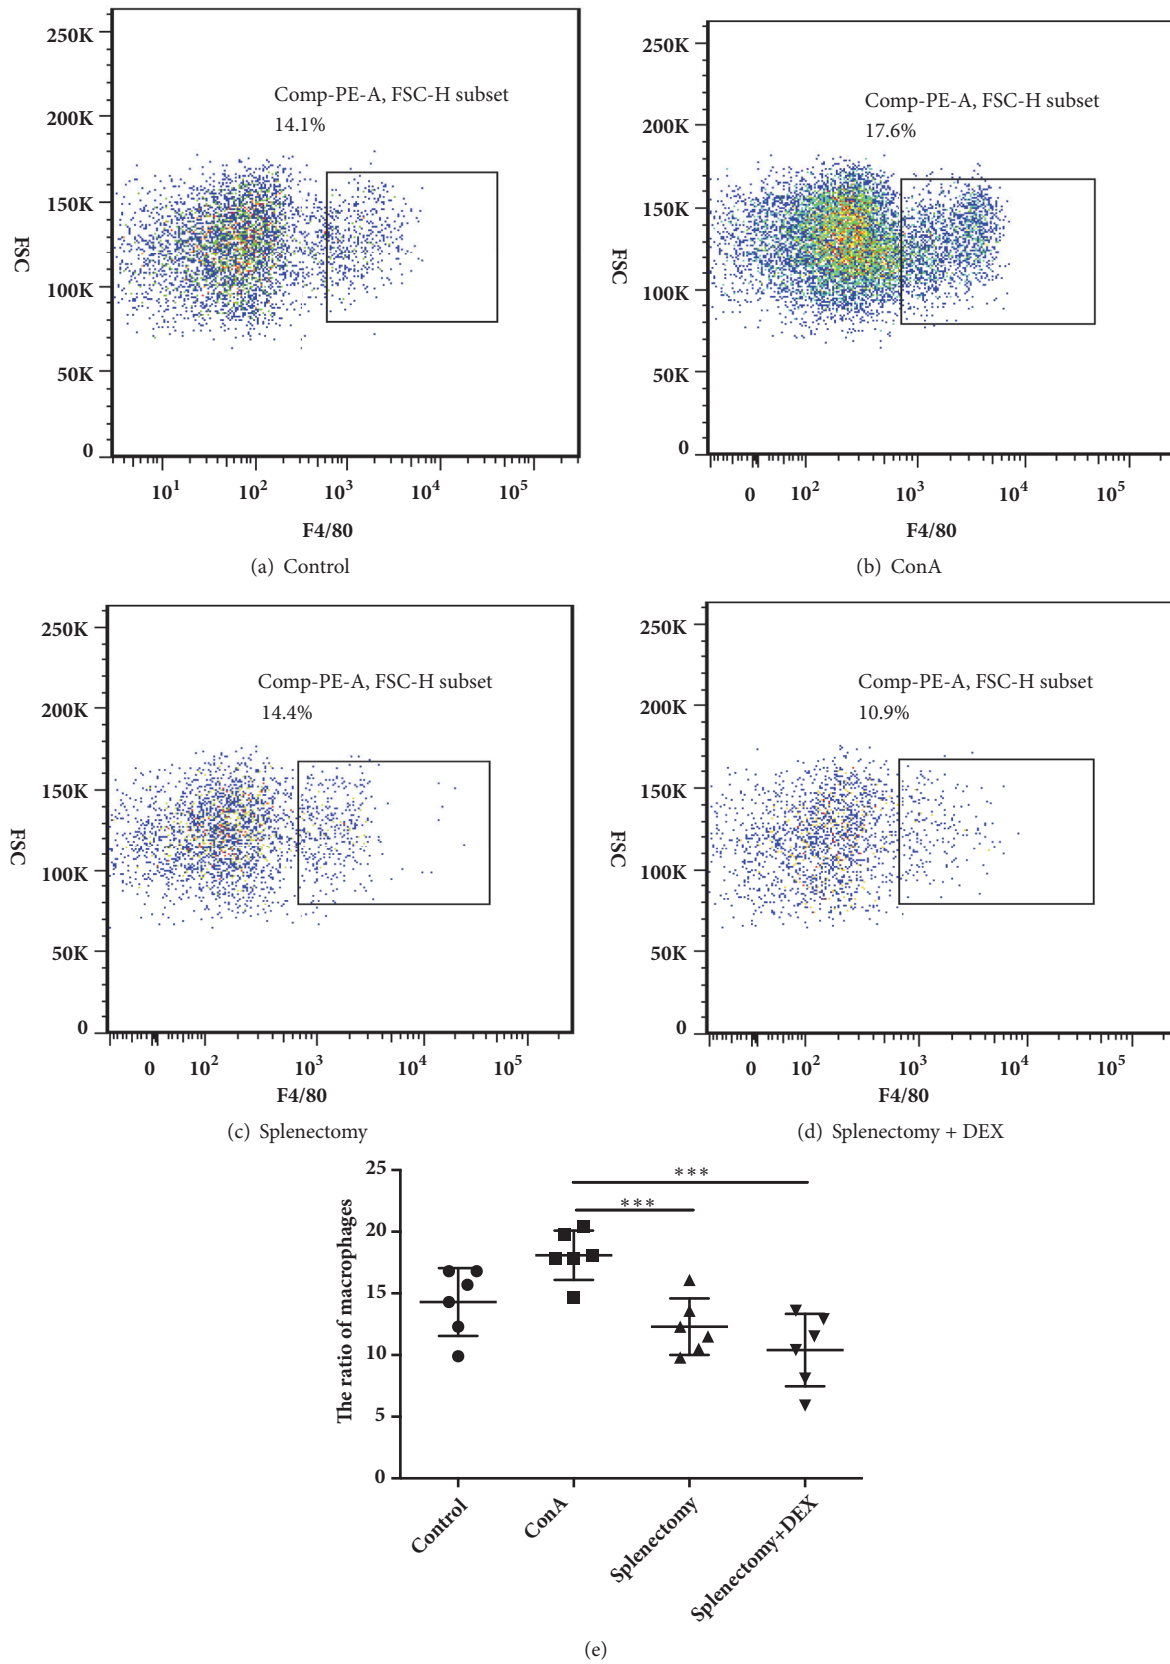 250K
200K
150K
100K
50K
0
FSC
Comp-PE-A, FSC-H subset
14.1%
10¹ 10² 10³ 10⁴ 10⁵
F4/80
(a) Control
250K
200K
150K
100K
50K
0
FSC
Comp-PE-A, FSC-H subset
17.6%
0 10² 10³ 10⁴ 10⁵
F4/80
(b) ConA
250K
200K
150K
100K
50K
0
FSC
Comp-PE-A, FSC-H subset
14.4%
0 10² 10³ 10⁴ 10⁵
F4/80
(c) Splenectomy
250K
200K
150K
100K
50K
0
FSC
Comp-PE-A, FSC-H subset
10.9%
0 10² 10³ 10⁴ 10⁵
F4/80
(d) Splenectomy + DEX
25
20
15
10
5
0
The ratio of macrophages
***
***
Control
ConA
Splenectomy
Splenectomy+DEX
(e)